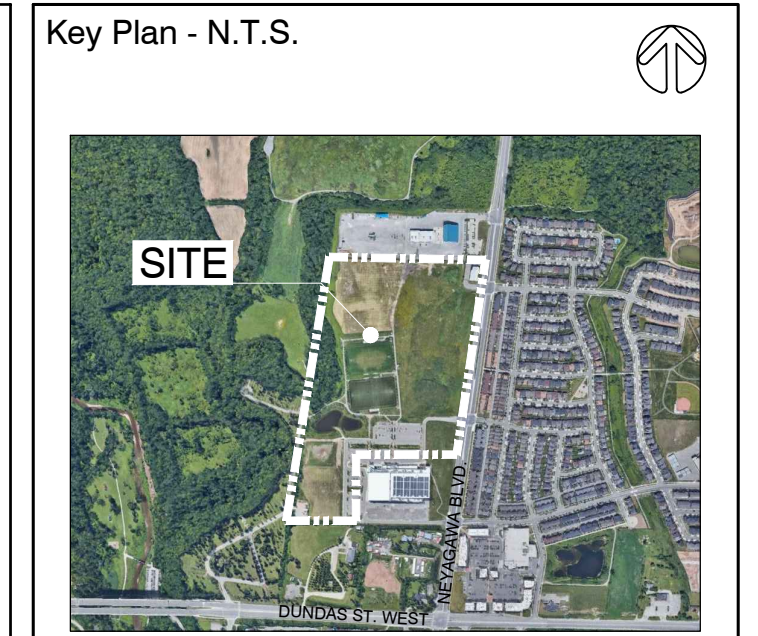 Key Plan - N.T.S.
SITE
NEYAGAWA BLVD.
DUNDAS ST. WEST